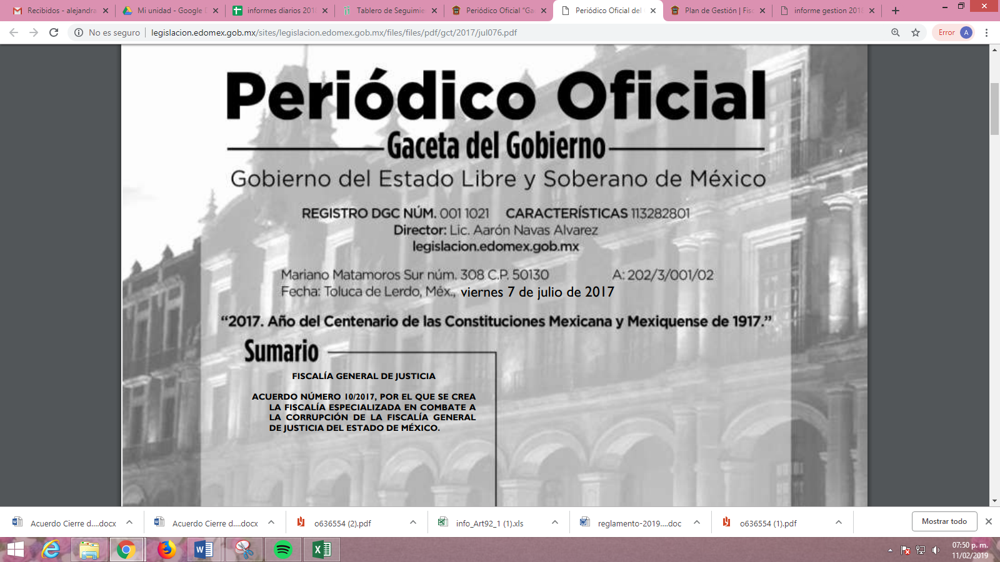 Recibidos - alejandra
Mi unidad - Google
informes diarios 201
Tablero de Seguimie
Periódico Oficial "Ga
Periódico Oficial del
Plan de Gestión | Fis
informe gestion 201
No es seguro
legislacion.edomex.gob.mx/sites/legislacion.edomex.gob.mx/files/files/pdf/gct/2017/jul076.pdf
Error
A
Periódico Oficial
Gaceta del Gobierno
Gobierno del Estado Libre y Soberano de México
REGISTRO DGC NÚM. 001 1021 CARACTERÍSTICAS 113282801
Director: Lic. Aarón Navas Alvarez
legislacion.edomex.gob.mx
Mariano Matamoros Sur núm. 308 C.P. 50130 A: 202/3/001/02
Fecha: Toluca de Lerdo, Méx., viernes 7 de julio de 2017
“2017. Año del Centenario de las Constituciones Mexicana y Mexiquense de 1917.”
Sumario
FISCALÍA GENERAL DE JUSTICIA
ACUERDO NÚMERO 10/2017, POR EL QUE SE CREA
LA FISCALÍA ESPECIALIZADA EN COMBATE A
LA CORRUPCIÓN DE LA FISCALÍA GENERAL
DE JUSTICIA DEL ESTADO DE MÉXICO.
Acuerdo Cierre d....docx
Acuerdo Cierre d....docx
o636554 (2).pdf
info_Art92_1 (1).xls
reglamento-2019....doc
o636554 (1).pdf
Mostrar todo
07:50 p. m.
11/02/2019